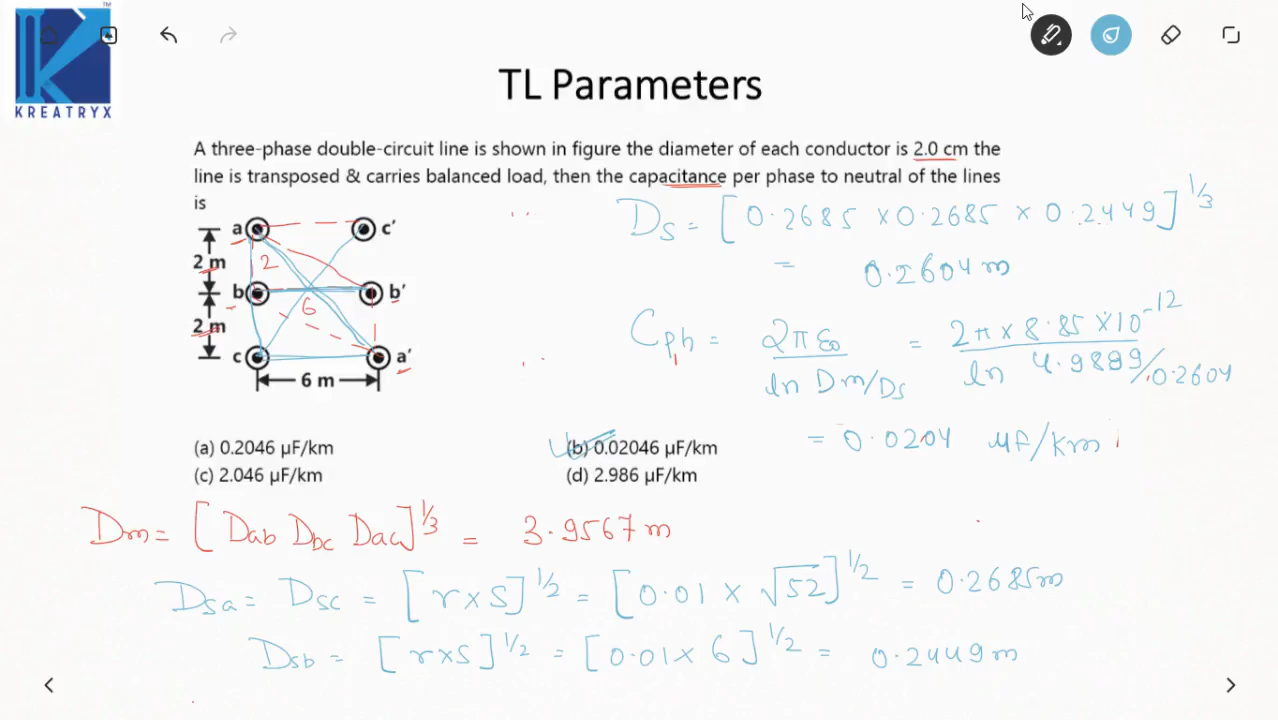 KREATRYX
TM
TL Parameters
A three-phase double-circuit line is shown in figure the diameter of each conductor is 2.0 cm the
line is transposed & carries balanced load, then the capacitance per phase to neutral of the lines
is
Ds = [0.2685 × 0.2685 × 0.2449]^1/3
= 0.2604 m
a c'
2 m 2
b b'
6
2 m
c a'
6 m
Cph = 2πε₀ / ln Dm/Ds = 2π × 8.85 × 10^-12 / ln 4.9899/0.2604
= 0.0204 μF/km
(a) 0.2046 µF/km (b) 0.02046 µF/km
(c) 2.046 µF/km (d) 2.986 µF/km
Dm = [Dab Dbc Dac]^1/3 = 3.9567 m
Dsa = Dsc = [r×S]^1/2 = [0.01 × √52]^1/2 = 0.2685m
Dsb = [r×S]^1/2 = [0.01 × 6]^1/2 = 0.2449m